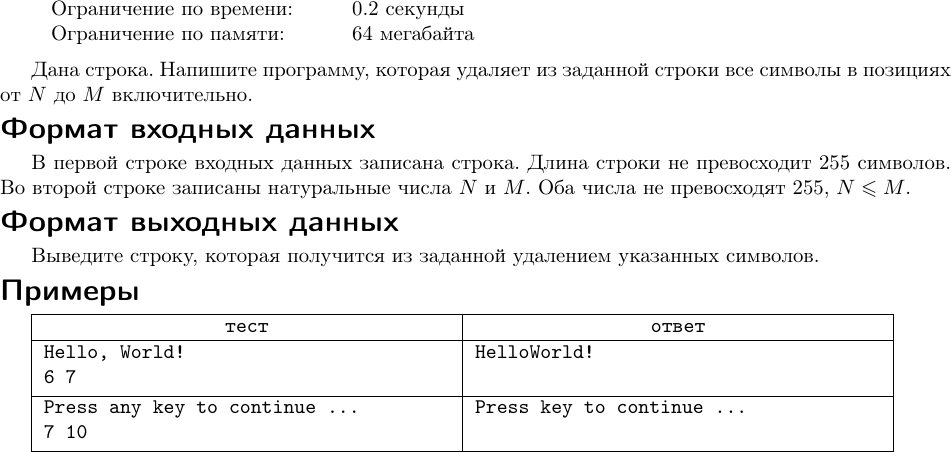 Ограничение по времени: 0.2 секунды
Ограничение по памяти: 64 мегабайта
Дана строка. Напишите программу, которая удаляет из заданной строки все символы в позициях
от N до M включительно.
Формат входных данных
В первой строке входных данных записана строка. Длина строки не превосходит 255 символов.
Во второй строке записаны натуральные числа N и M. Оба числа не превосходят 255, N ⩽ M.
Формат выходных данных
Выведите строку, которая получится из заданной удалением указанных символов.
Примеры
тест ответ
Hello, World! HelloWorld!
6 7
Press any key to continue ... Press key to continue ...
7 10